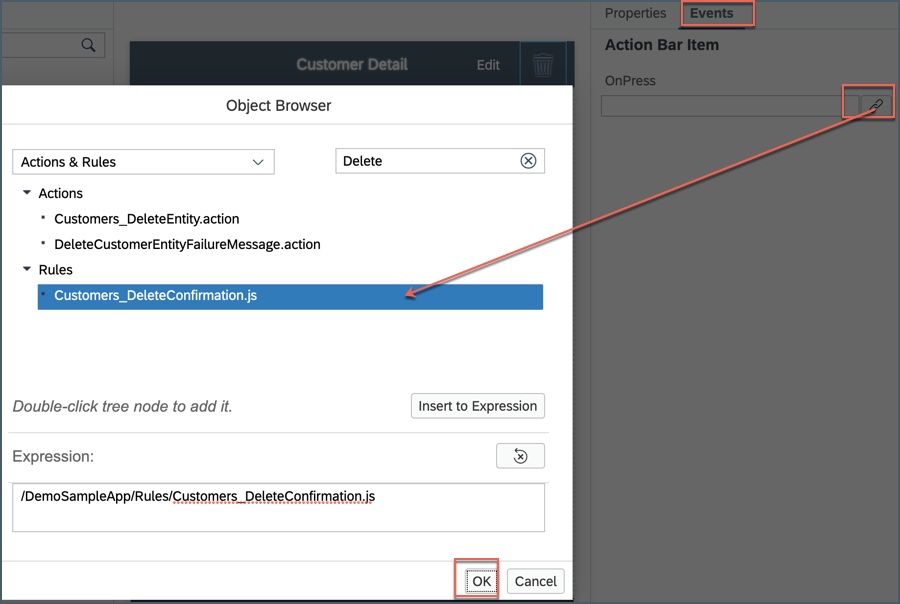 Properties Events
Action Bar Item
OnPress
Customer Detail Edit
Object Browser
Actions & Rules Delete
Actions
Customers_DeleteEntity.action
DeleteCustomerEntityFailureMessage.action
Rules
Customers_DeleteConfirmation.js
Double-click tree node to add it. Insert to Expression
Expression:
/DemoSampleApp/Rules/Customers_DeleteConfirmation.js
OK Cancel